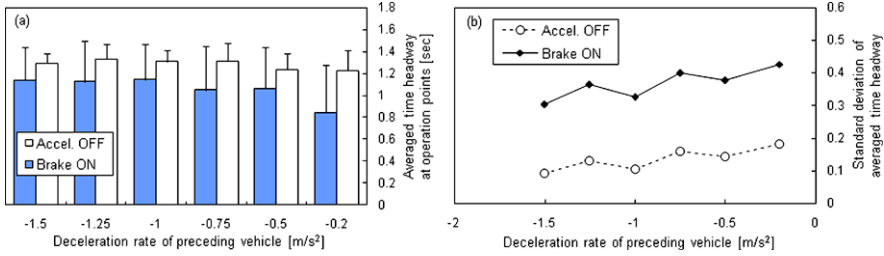 (a)
1.8
1.6
1.4
1.2
1
0.8
0.6
0.4
0.2
0
Averaged time headway
at operation points [sec]
Accel. OFF
Brake ON
-1.5 -1.25 -1 -0.75 -0.5 -0.2
Deceleration rate of preceding vehicle [m/s²]
(b)
Accel. OFF
Brake ON
0.6
0.5
0.4
0.3
0.2
0.1
0
Standard deviation of
averaged time headway
-2 -1.5 -1 -0.5 0
Deceleration rate of preceding vehicle [m/s²]